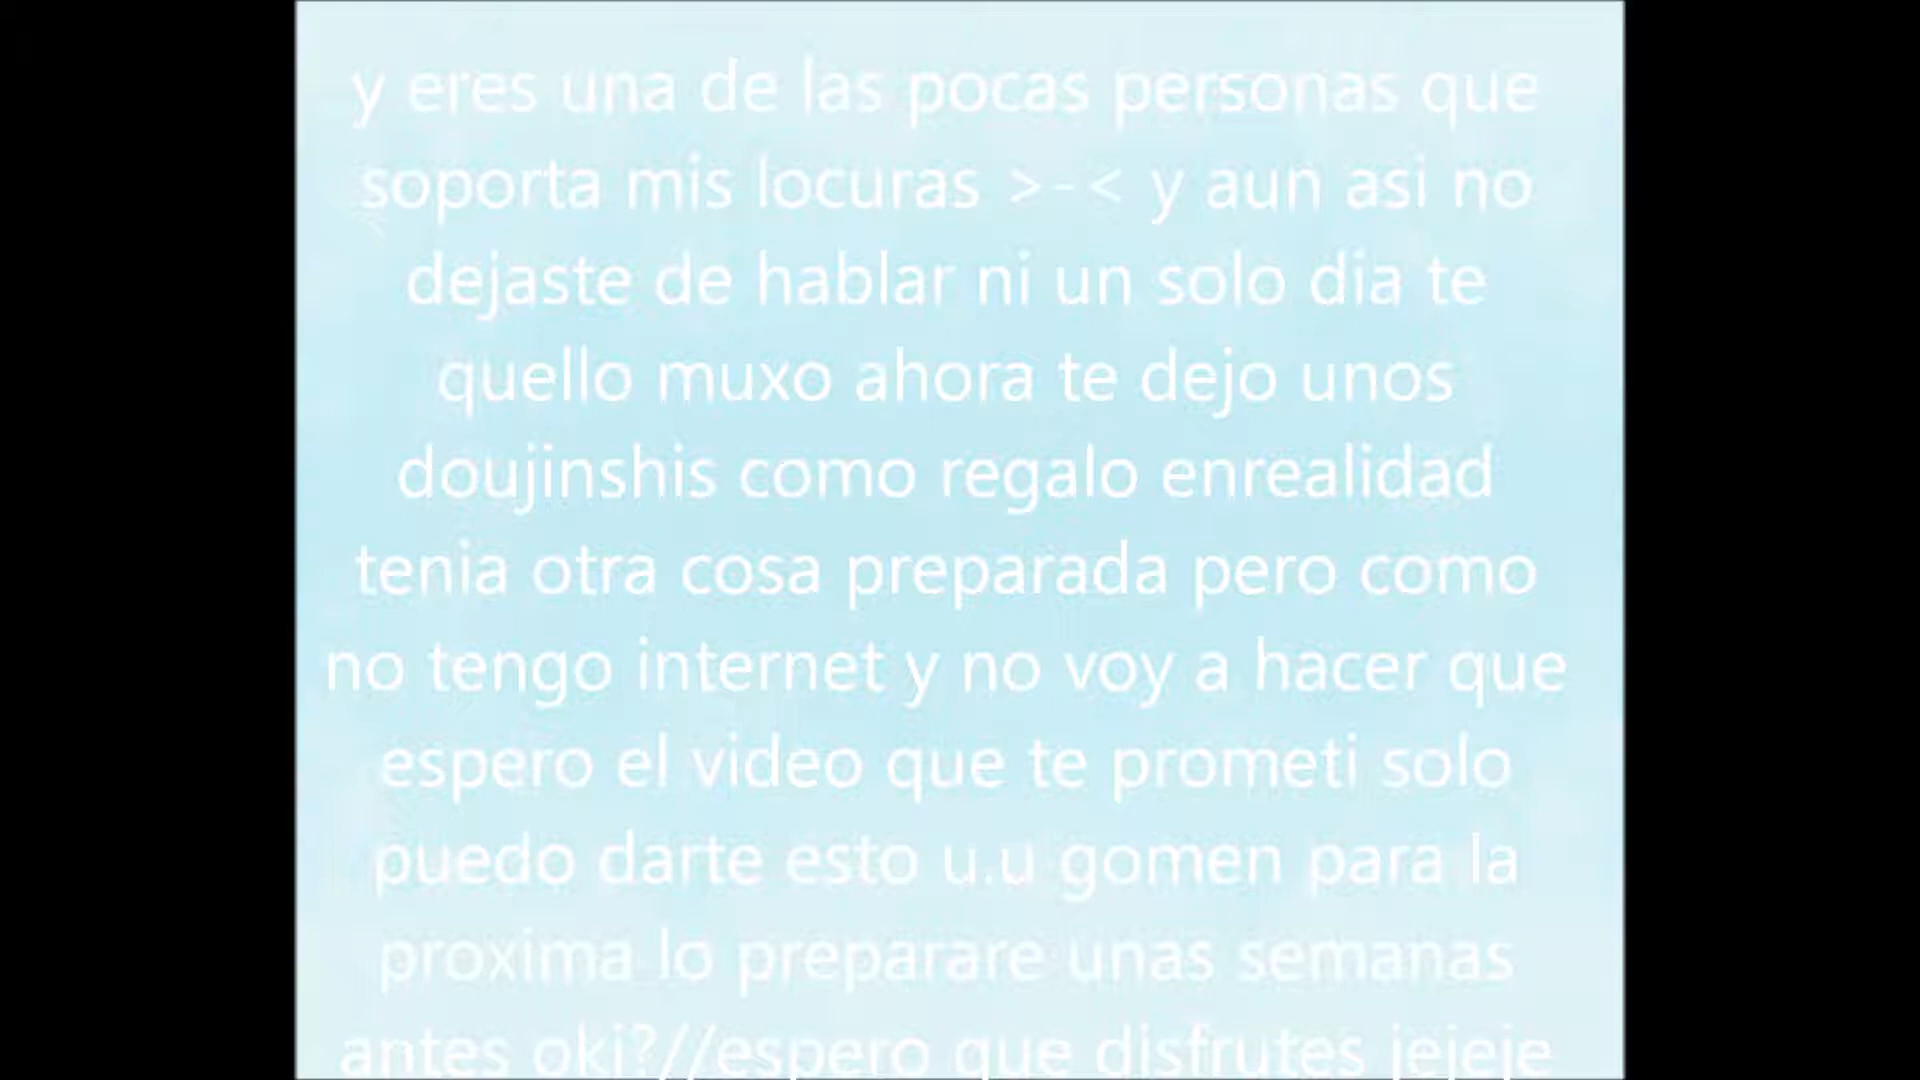 y eres una de las pocas personas que
soporta mis locuras >-< y aun asi no
dejaste de hablar ni un solo dia te
quello muxo ahora te dejo unos
doujinshis como regalo enrealidad
tenia otra cosa preparada pero como
no tengo internet y no voy a hacer que
espero el video que te prometi solo
puedo darte esto u.u gomen para la
proxima lo preparare unas semanas
antes oki?//espero que disfrutes jejeje